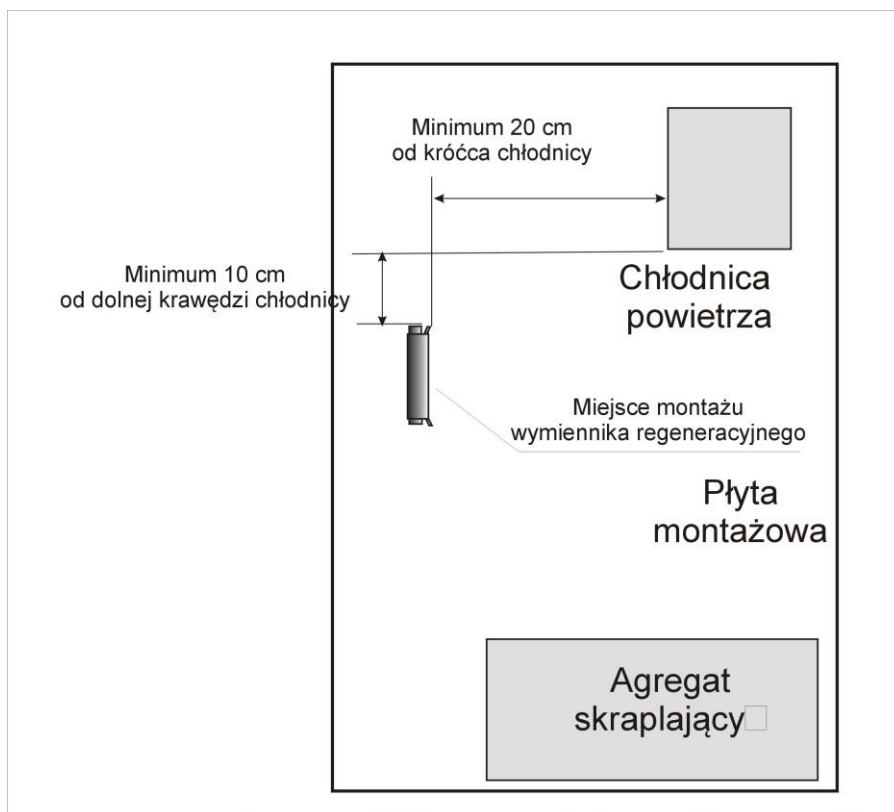 Minimum 20 cm
od króćca chłodnicy
Minimum 10 cm
od dolnej krawędzi chłodnicy
Chłodnica
powietrza
Miejsce montażu
wymiennika regeneracyjnego
Płyta
montażowa
Agregat
skraplający